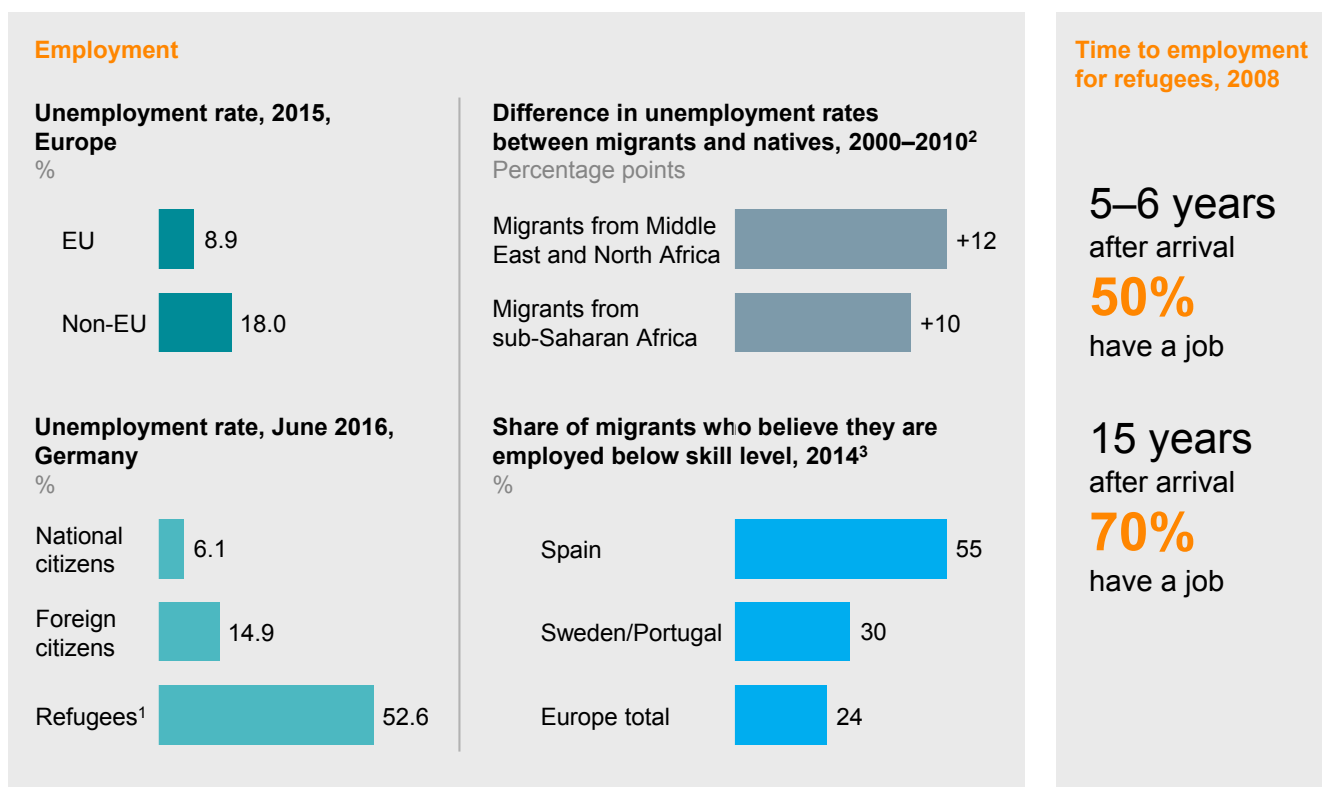 Employment
Unemployment rate, 2015,
Europe
%
EU
8.9
Non-EU
18.0
Unemployment rate, June 2016,
Germany
%
National
citizens
6.1
Foreign
citizens
14.9
Refugees¹
52.6
Difference in unemployment rates
between migrants and natives, 2000–2010²
Percentage points
Migrants from Middle
East and North Africa
+12
Migrants from
sub-Saharan Africa
+10
Share of migrants who believe they are
employed below skill level, 2014³
%
Spain
55
Sweden/Portugal
30
Europe total
24
Time to employment
for refugees, 2008
5–6 years
after arrival
50%
have a job
15 years
after arrival
70%
have a job